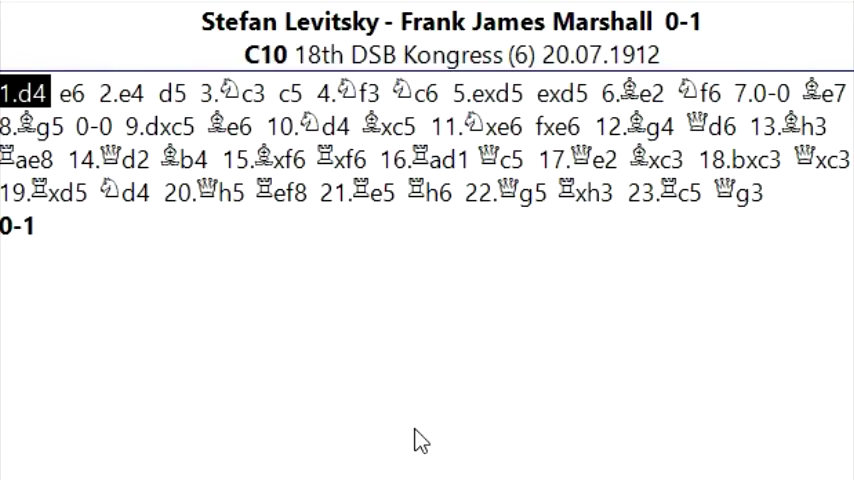 Stefan Levitsky - Frank James Marshall 0-1
C10 18th DSB Kongress (6) 20.07.1912
1.d4 e6 2.e4 d5 3.♘c3 c5 4.♘f3 ♘c6 5.exd5 exd5 6.♗e2 ♘f6 7.0-0 ♗e7
8.♗g5 0-0 9.dxc5 ♗e6 10.♘d4 ♗xc5 11.♘xe6 fxe6 12.♗g4 ♕d6 13.♗h3
♖ae8 14.♕d2 ♗b4 15.♗xf6 ♖xf6 16.♖ad1 ♕c5 17.♕e2 ♗xc3 18.bxc3 ♕xc3
19.♖xd5 ♘d4 20.♕h5 ♖ef8 21.♖e5 ♖h6 22.♕g5 ♖xh3 23.♖c5 ♕g3
0-1